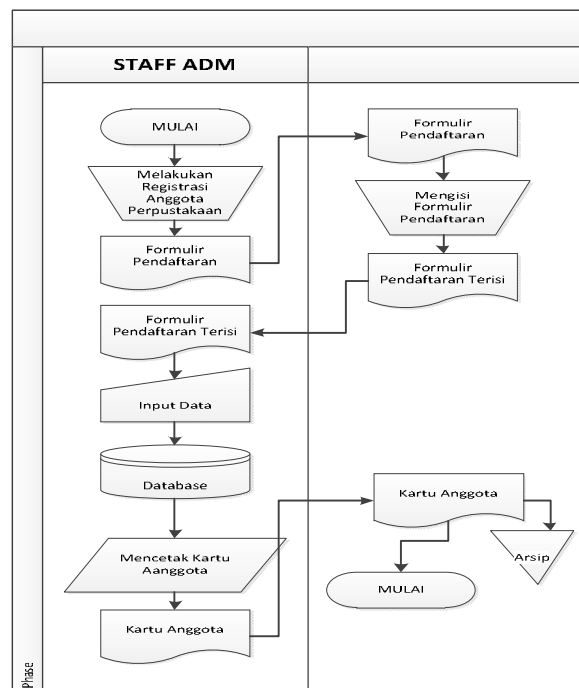 STAFF ADM
MULAI
Melakukan
Registrasi
Anggota
Perpustakaan
Formulir
Pendaftaran
Formulir
Pendaftaran
Mengisi
Formulir
Pendaftaran
Formulir
Pendaftaran Terisi
Formulir
Pendaftaran Terisi
Input Data
Database
Mencetak Kartu
Aanggota
Kartu Anggota
Kartu Anggota
Arsip
MULAI
Phase